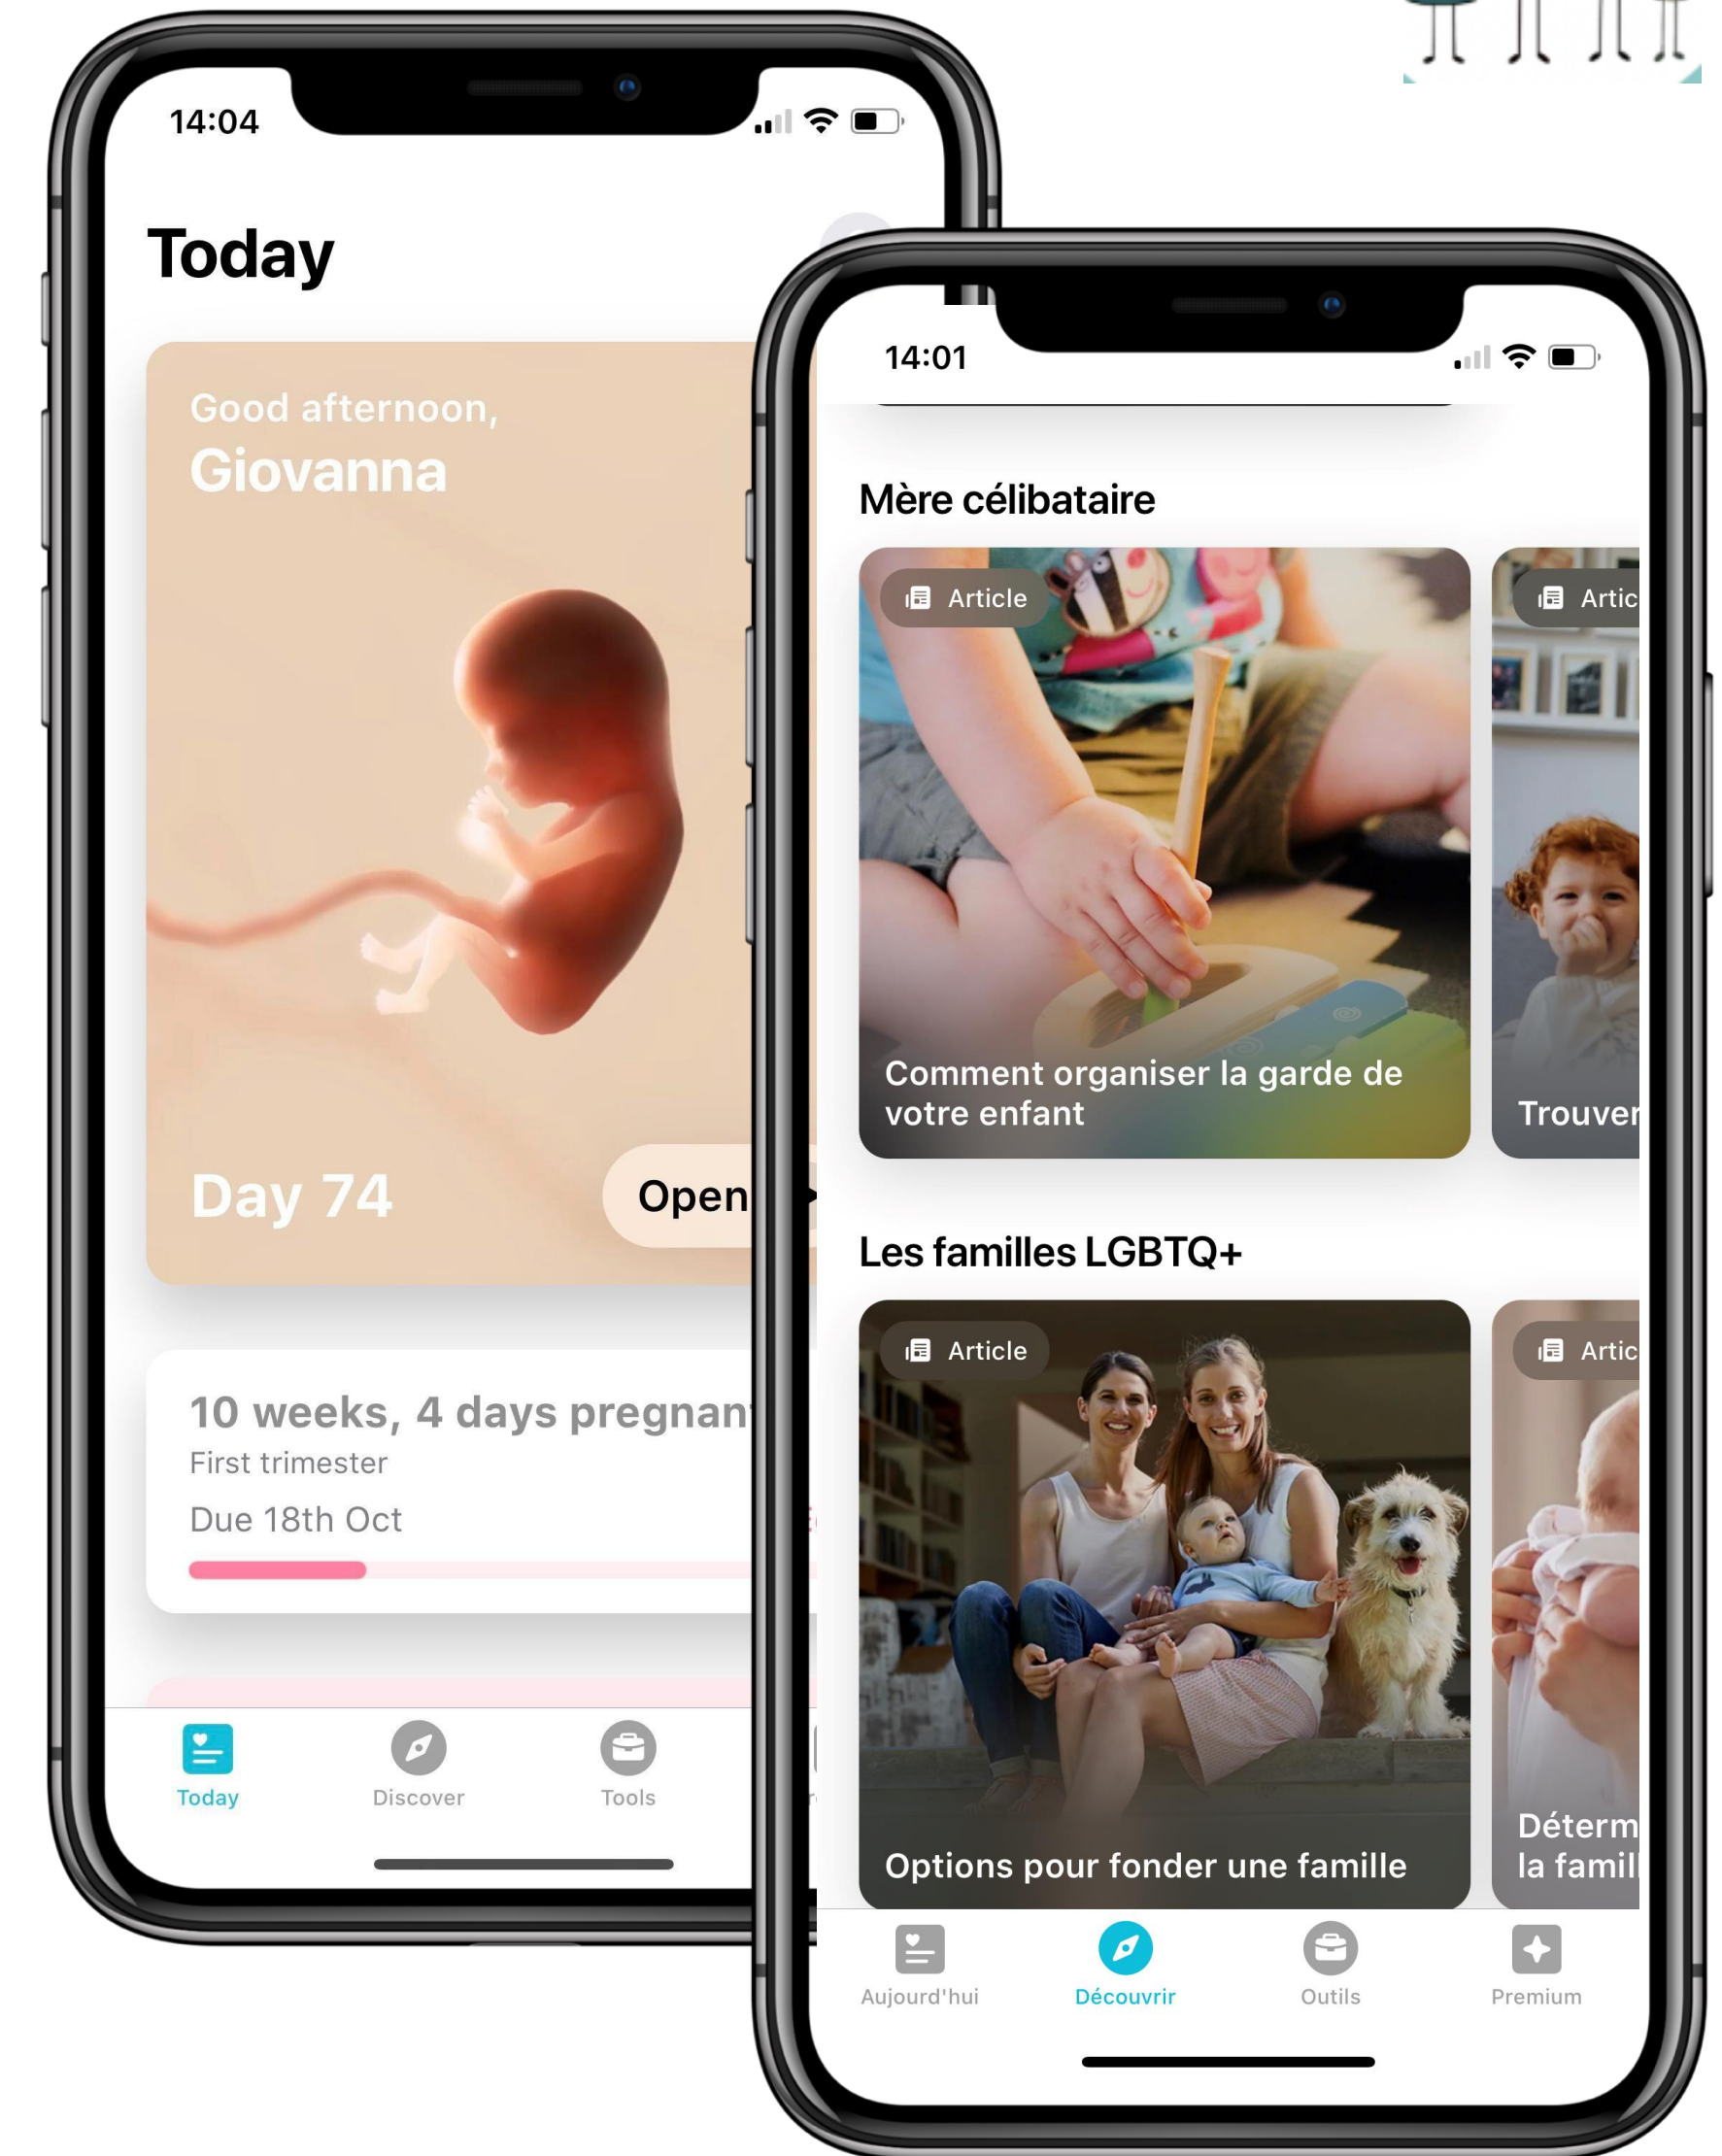 14:04
Today
Good afternoon,
Giovanna
Day 74
Open
10 weeks, 4 days pregnant
First trimester
Due 18th Oct
Today
Discover
Tools
14:01
Mère célibataire
Article
Comment organiser la garde de
votre enfant
Artic
Trouver
Les familles LGBTQ+
Article
Options pour fonder une famille
Artic
Déterm
la famill
Aujourd'hui
Découvrir
Outils
Premium